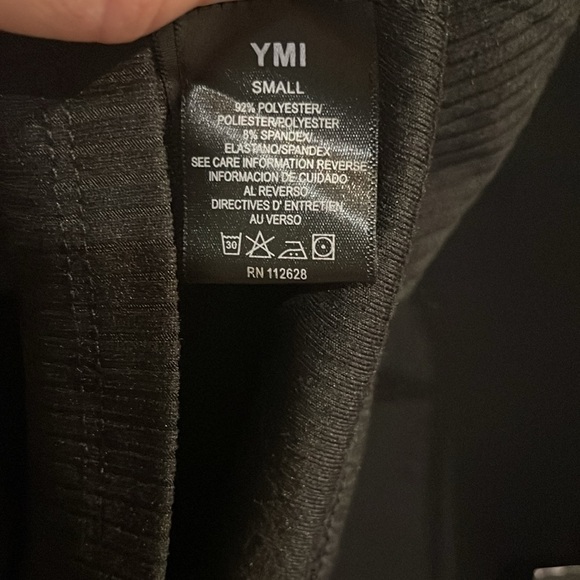 YMI
SMALL
92% POLYESTER/
POLIESTER/POLYESTER
8% SPANDEX/
ELASTANO/SPANDEX
SEE CARE INFORMATION REVERSE
INFORMACION DE CUIDADO
AL REVERSO
DIRECTIVES D' ENTRETIEN
AU VERSO
30
RN 112628